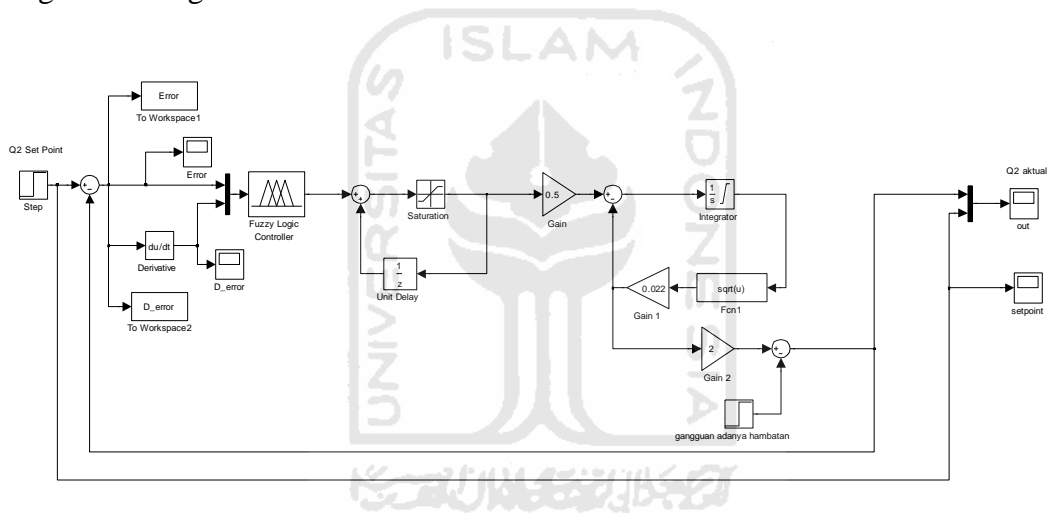 ISLAM
UNIVERSITAS
INDONESIA
Error
To Workspace1
Q2 Set Point
Step
Error
Fuzzy Logic
Controller
du/dt
Derivative
D_error
D_error
To Workspace2
Saturation
1
z
Unit Delay
0.5
Gain
1
s
Integrator
0.022
Gain 1
sqrt(u)
Fcn1
2
Gain 2
gangguan adanya hambatan
Q2 aktual
out
setpoint